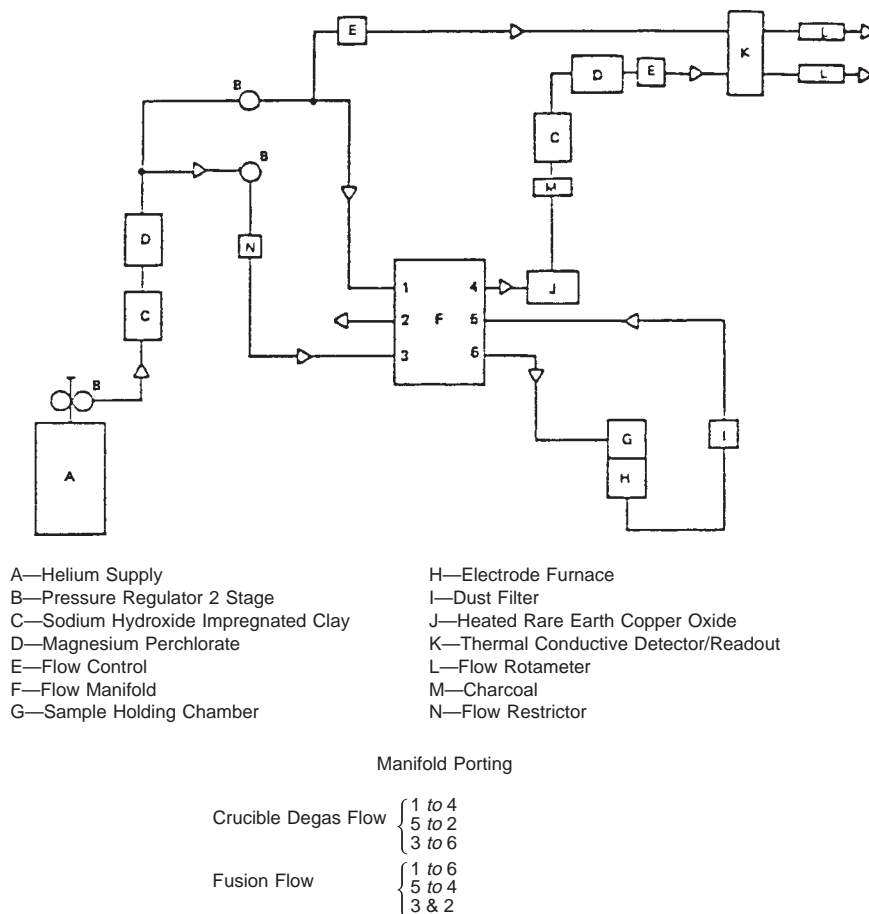 E
K
L
L
D
E
B
C
B
M
D
N
1 4 J
2 F 5
3 6
C
B
G I
A H
A—Helium Supply
B—Pressure Regulator 2 Stage
C—Sodium Hydroxide Impregnated Clay
D—Magnesium Perchlorate
E—Flow Control
F—Flow Manifold
G—Sample Holding Chamber
H—Electrode Furnace
I—Dust Filter
J—Heated Rare Earth Copper Oxide
K—Thermal Conductive Detector/Readout
L—Flow Rotameter
M—Charcoal
N—Flow Restrictor
Manifold Porting
Crucible Degas Flow
1 to 4
5 to 2
3 to 6
Fusion Flow
1 to 6
5 to 4
3 & 2